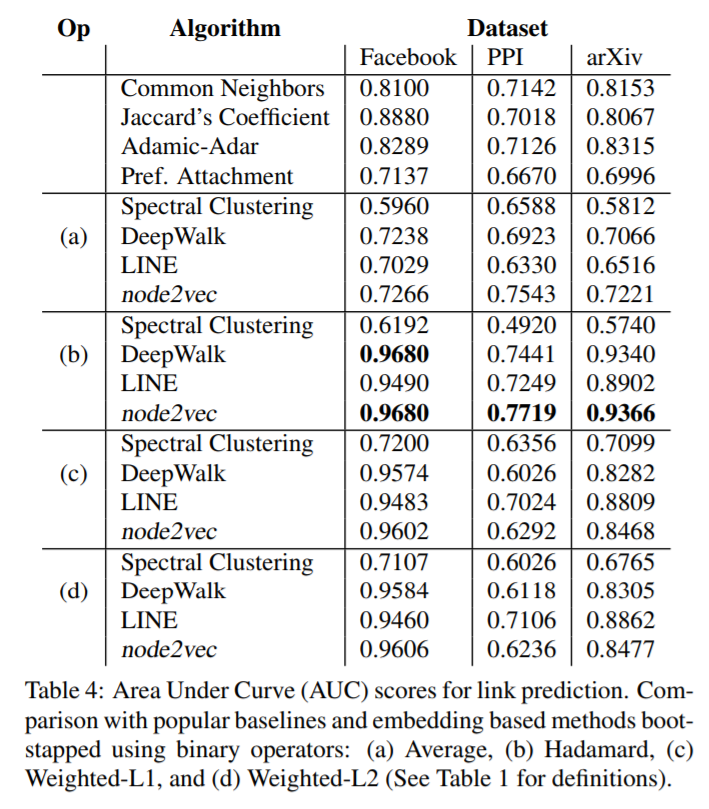 Op Algorithm Dataset
Facebook PPI arXiv
Common Neighbors 0.8100 0.7142 0.8153
Jaccard's Coefficient 0.8880 0.7018 0.8067
Adamic-Adar 0.8289 0.7126 0.8315
Pref. Attachment 0.7137 0.6670 0.6996
Spectral Clustering 0.5960 0.6588 0.5812
(a) DeepWalk 0.7238 0.6923 0.7066
LINE 0.7029 0.6330 0.6516
node2vec 0.7266 0.7543 0.7221
Spectral Clustering 0.6192 0.4920 0.5740
(b) DeepWalk 0.9680 0.7441 0.9340
LINE 0.9490 0.7249 0.8902
node2vec 0.9680 0.7719 0.9366
Spectral Clustering 0.7200 0.6356 0.7099
(c) DeepWalk 0.9574 0.6026 0.8282
LINE 0.9483 0.7024 0.8809
node2vec 0.9602 0.6292 0.8468
Spectral Clustering 0.7107 0.6026 0.6765
(d) DeepWalk 0.9584 0.6118 0.8305
LINE 0.9460 0.7106 0.8862
node2vec 0.9606 0.6236 0.8477
Table 4: Area Under Curve (AUC) scores for link prediction. Com-
parison with popular baselines and embedding based methods boot-
stapped using binary operators: (a) Average, (b) Hadamard, (c)
Weighted-L1, and (d) Weighted-L2 (See Table 1 for definitions).